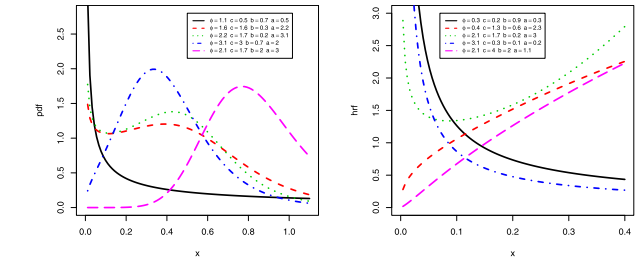 φ=1.1 c=0.5 b=0.7 a=0.5
φ=1.6 c=1.6 b=0.3 a=2.2
φ=2.2 c=1.7 b=0.2 a=3.1
φ=3.1 c=3 b=0.7 a=2
φ=2.1 c=1.7 b=2 a=3
pdf
2.5
2.0
1.5
1.0
0.5
0.0
0.0 0.2 0.4 0.6 0.8 1.0
x
φ=0.3 c=0.2 b=0.9 a=0.3
φ=0.4 c=1.3 b=0.6 a=2.3
φ=2.1 c=1.7 b=0.2 a=3
φ=3.1 c=0.3 b=0.1 a=0.2
φ=2.1 c=4 b=2 a=1.1
hrf
3.0
2.5
2.0
1.5
1.0
0.5
0.0
0.0 0.1 0.2 0.3 0.4
x